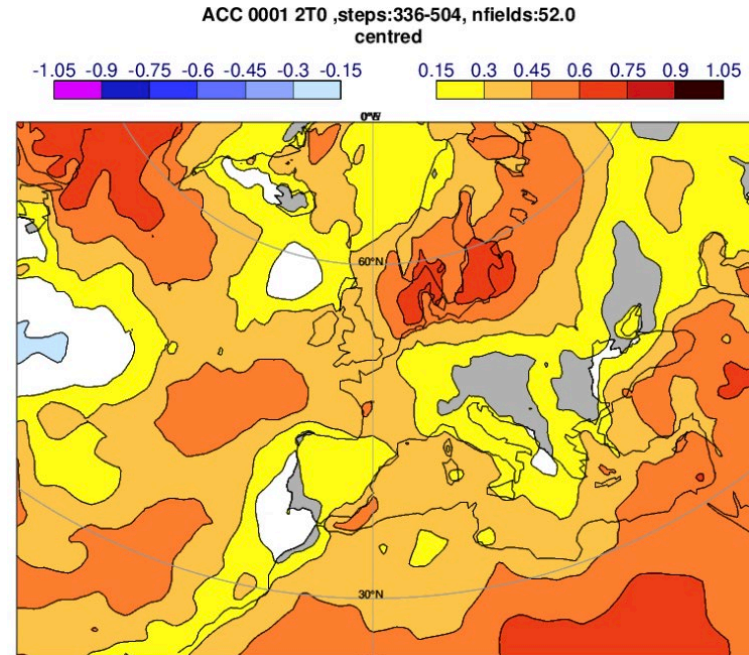 ACC 0001 2T0 ,steps:336-504, nfields:52.0
centred
-1.05 -0.9 -0.75 -0.6 -0.45 -0.3 -0.15 0.15 0.3 0.45 0.6 0.75 0.9 1.05
60°N
30°N